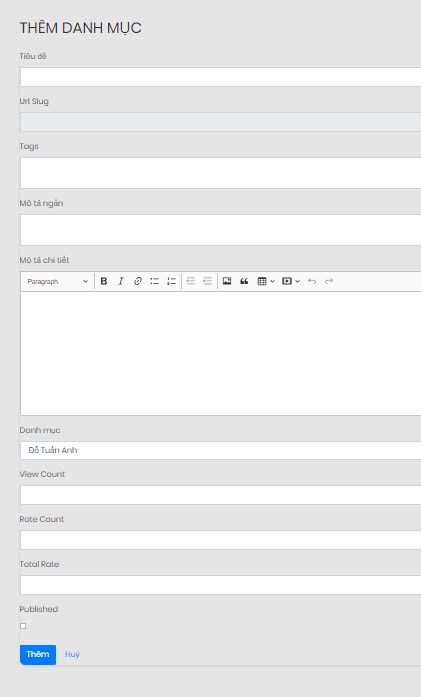 THÊM DANH MỤC
Tiêu đề
Url Slug
Tags
Mô tả ngắn
Mô tả chi tiết
Paragraph B I
Danh mục
Đỗ Tuấn Anh
View Count
Rate Count
Total Rate
Published
Thêm Huỷ